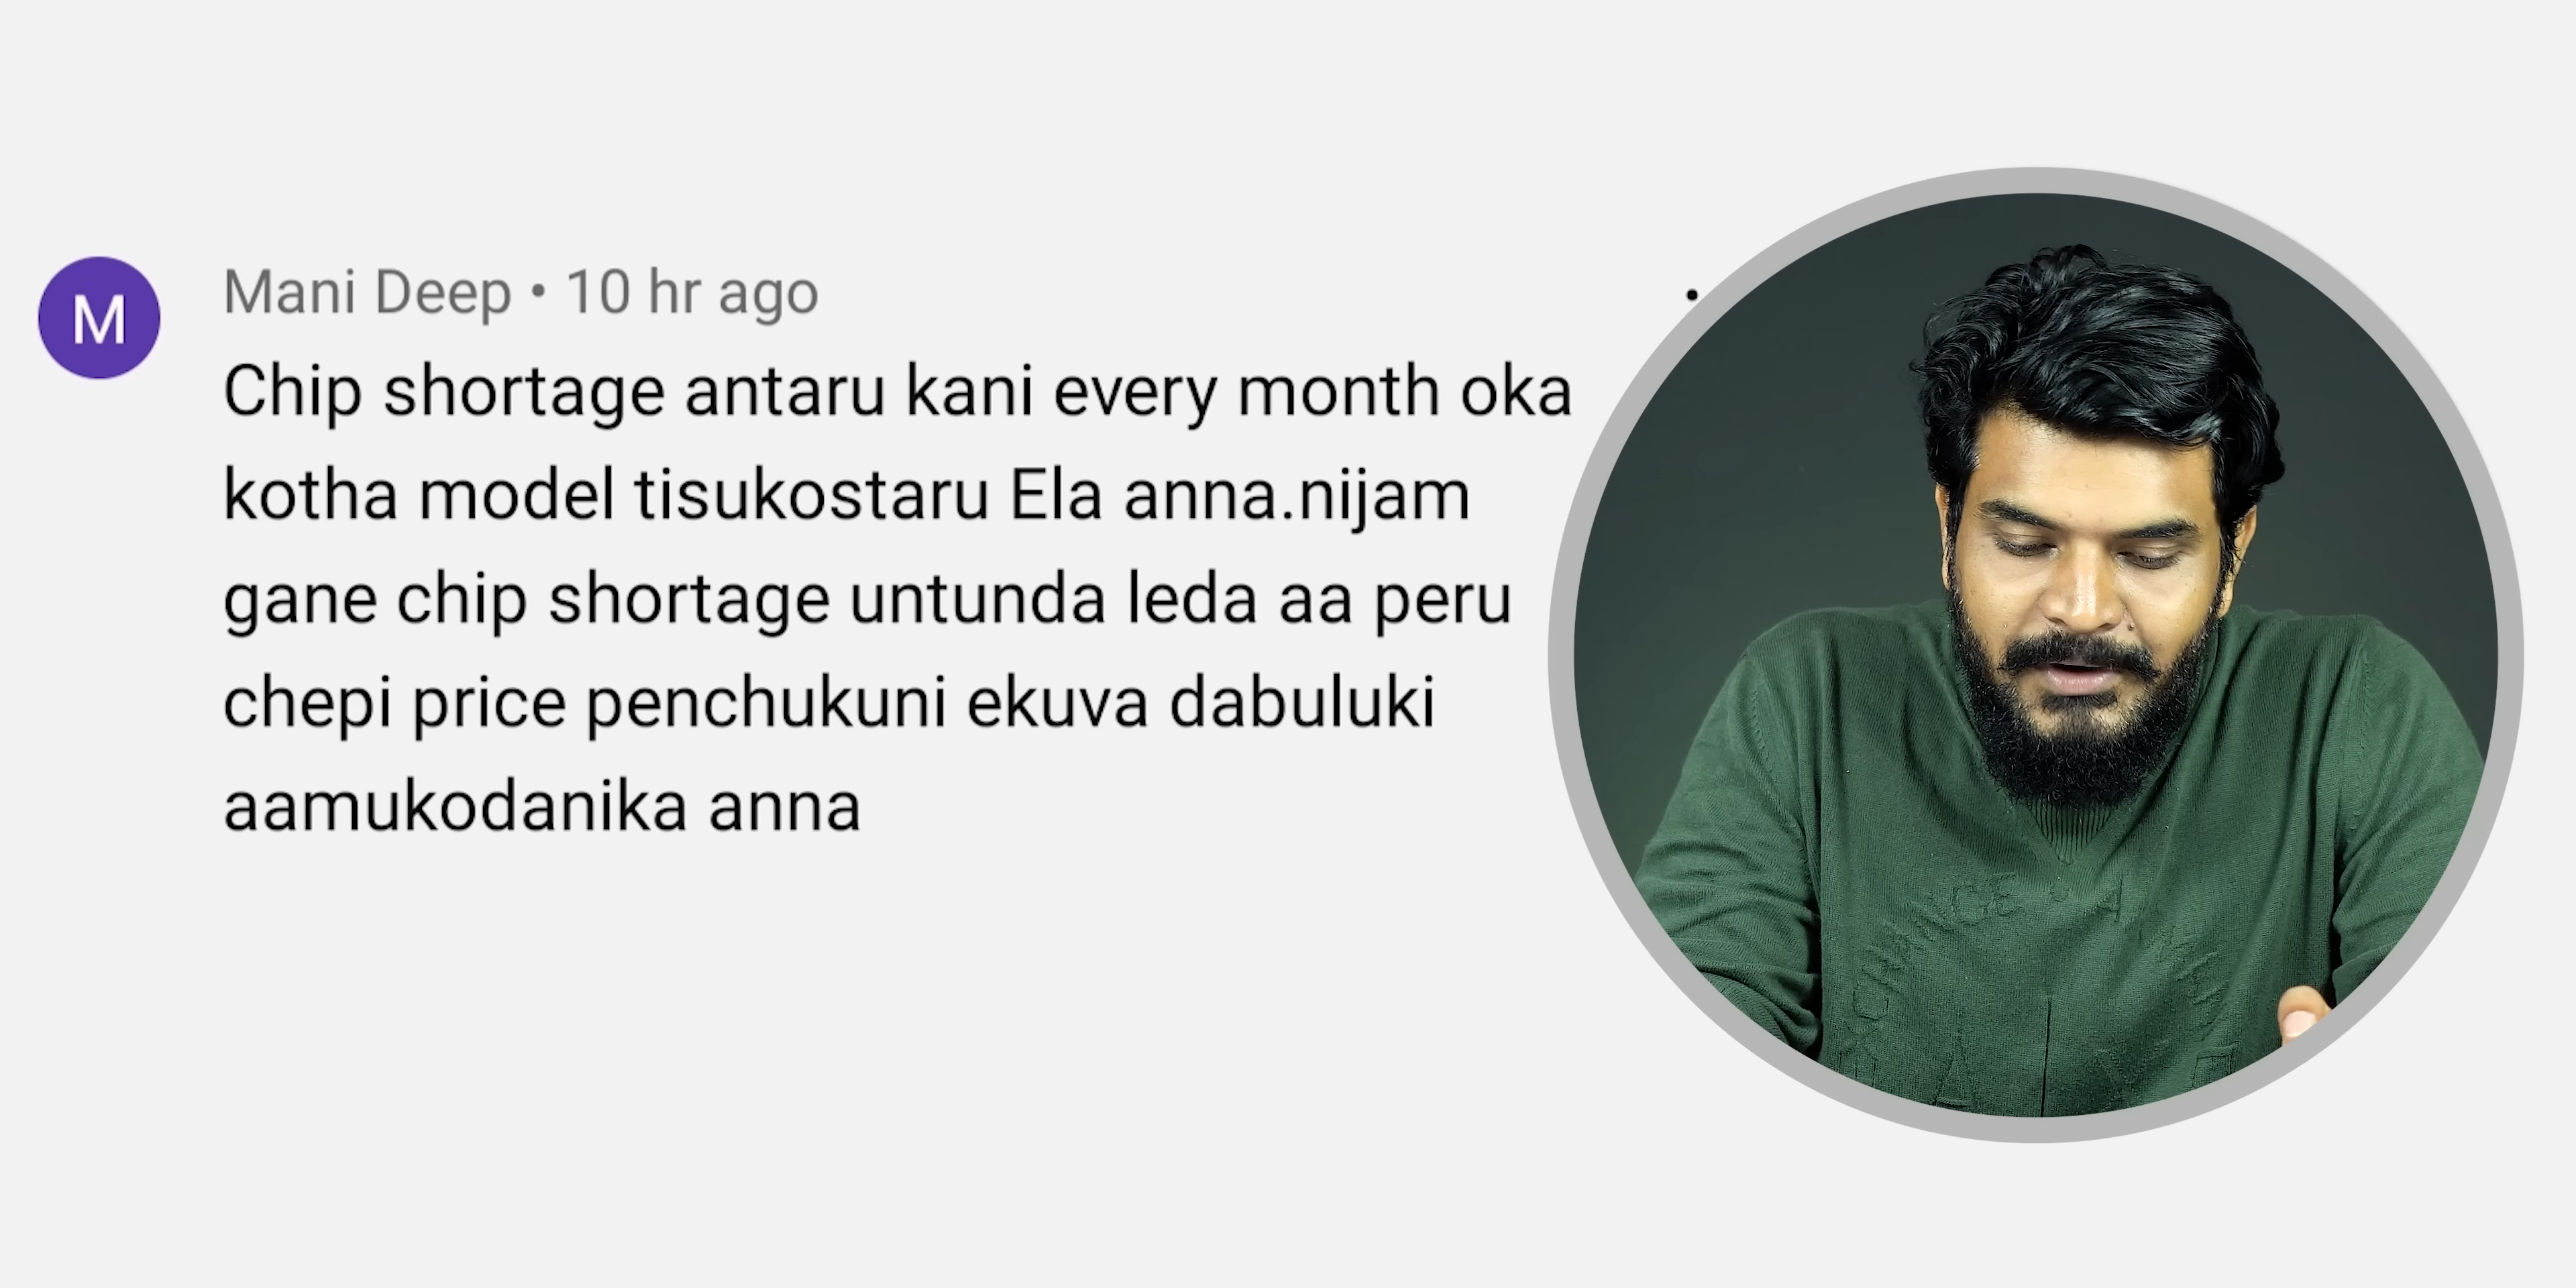 M
Mani Deep • 10 hr ago
Chip shortage antaru kani every month oka
kotha model tisukostaru Ela anna.nijam
gane chip shortage untunda leda aa peru
chepi price penchukuni ekuva dabuluki
aamukodanika anna